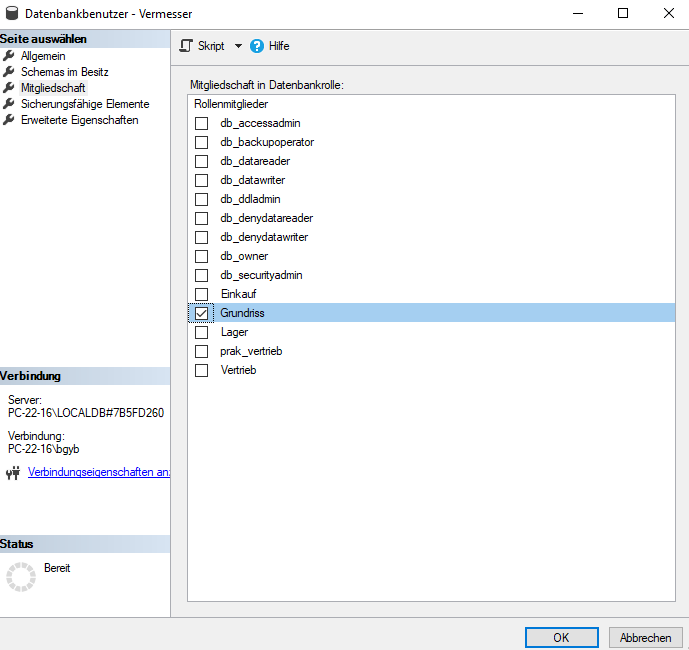 Datenbankbenutzer - Vermesser
Seite auswählen
Allgemein
Schemas im Besitz
Mitgliedschaft
Sicherungsfähige Elemente
Erweiterte Eigenschaften
Skript
Hilfe
Mitgliedschaft in Datenbankrolle:
Rollenmitglieder
db_accessadmin
db_backupoperator
db_datareader
db_datawriter
db_ddladmin
db_denydatareader
db_denydatawriter
db_owner
db_securityadmin
Einkauf
Grundriss
Lager
prak_vertrieb
Vertrieb
Verbindung
Server:
PC-22-16\LOCALDB#7B5FD260
Verbindung:
PC-22-16\bgyb
Verbindungseigenschaften an
Status
Bereit
OK
Abbrechen